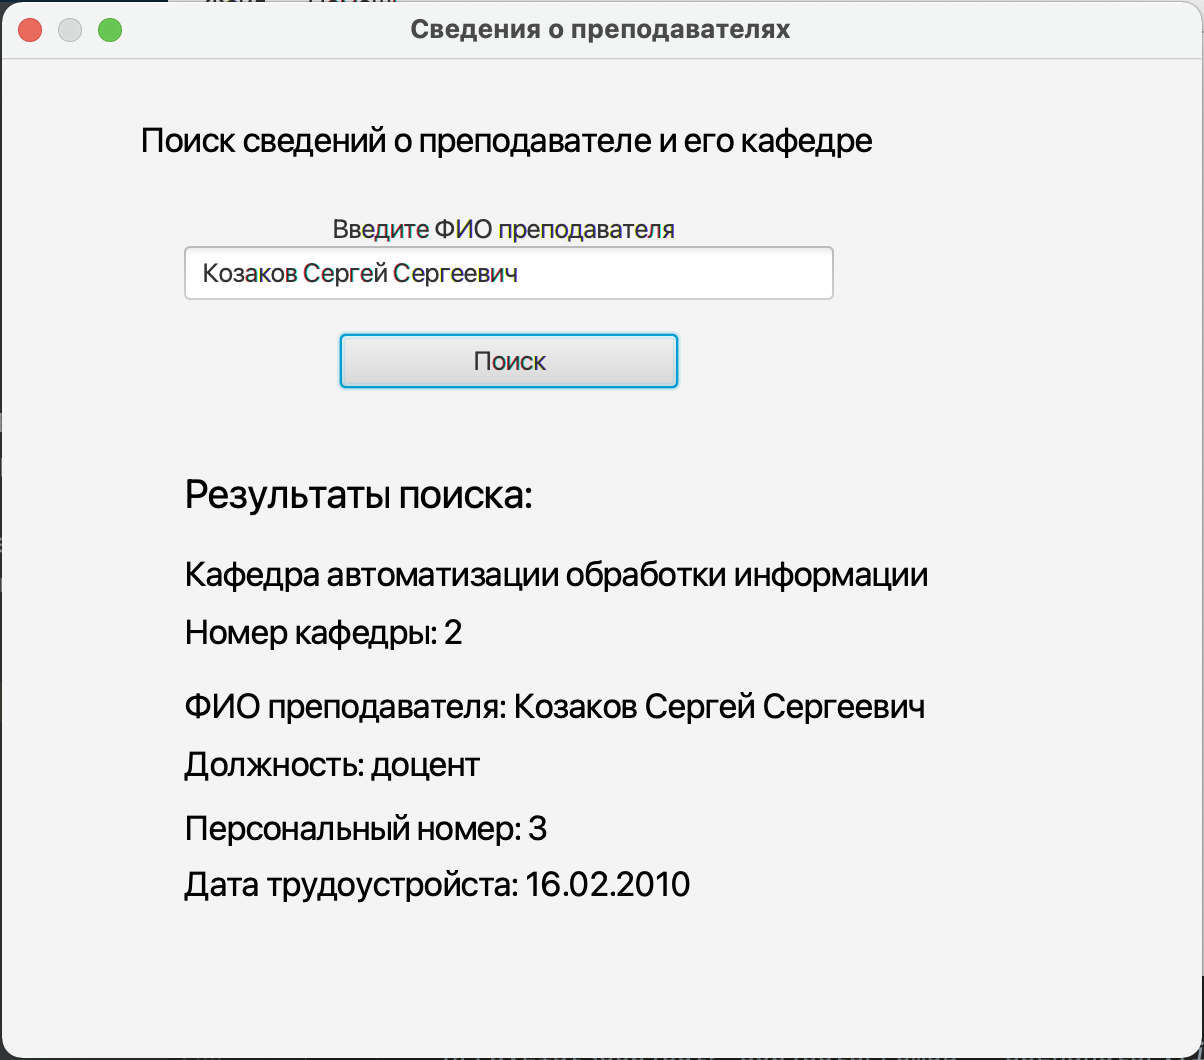 Сведения о преподавателях
Поиск сведений о преподавателе и его кафедре
Введите ФИО преподавателя
Козаков Сергей Сергеевич
Поиск
Результаты поиска:
Кафедра автоматизации обработки информации
Номер кафедры: 2
ФИО преподавателя: Козаков Сергей Сергеевич
Должность: доцент
Персональный номер: 3
Дата трудоустройста: 16.02.2010